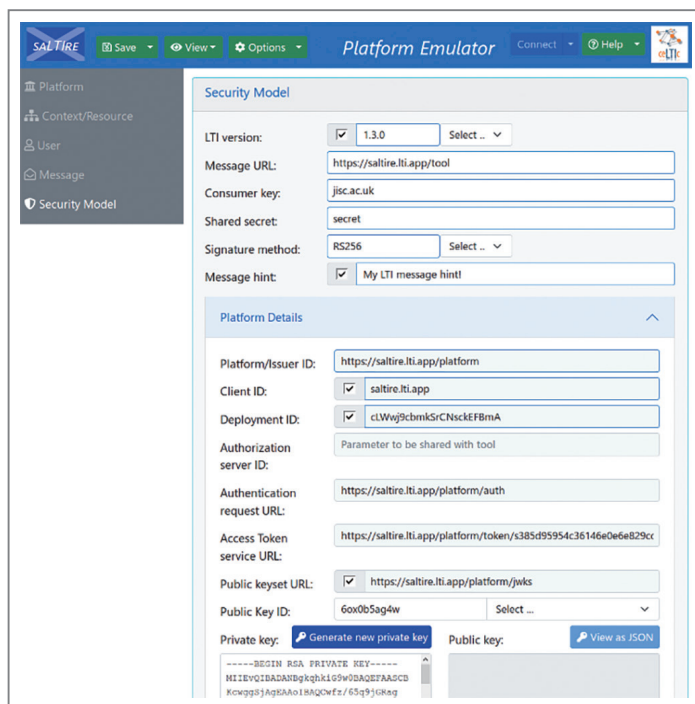 SALTIRE
Save
View
Options
Platform Emulator
Connect
Help
ceLTIc
Platform
Context/Resource
User
Message
Security Model
Security Model
LTI version: 1.3.0 Select ..
Message URL: https://saltire.lti.app/tool
Consumer key: jisc.ac.uk
Shared secret: secret
Signature method: RS256 Select ..
Message hint: My LTI message hint!
Platform Details
Platform/Issuer ID: https://saltire.lti.app/platform
Client ID: saltire.lti.app
Deployment ID: cLWwj9cbmkSrCNsckEFBmA
Authorization
server ID:
Parameter to be shared with tool
Authentication
request URL:
https://saltire.lti.app/platform/auth
Access Token
service URL:
https://saltire.lti.app/platform/token/s385d95954c36146e0e6e829cc
Public keyset URL: https://saltire.lti.app/platform/jwks
Public Key ID: 6ox0b5ag4w Select ...
Private key: Generate new private key Public key: View as JSON
-----BEGIN RSA PRIVATE KEY-----
MIIEvQIBADANBgkqhkiG9w0BAQEFAASCB
KcwggSjAgEAAoIBAQCwfz/65q9jGHag